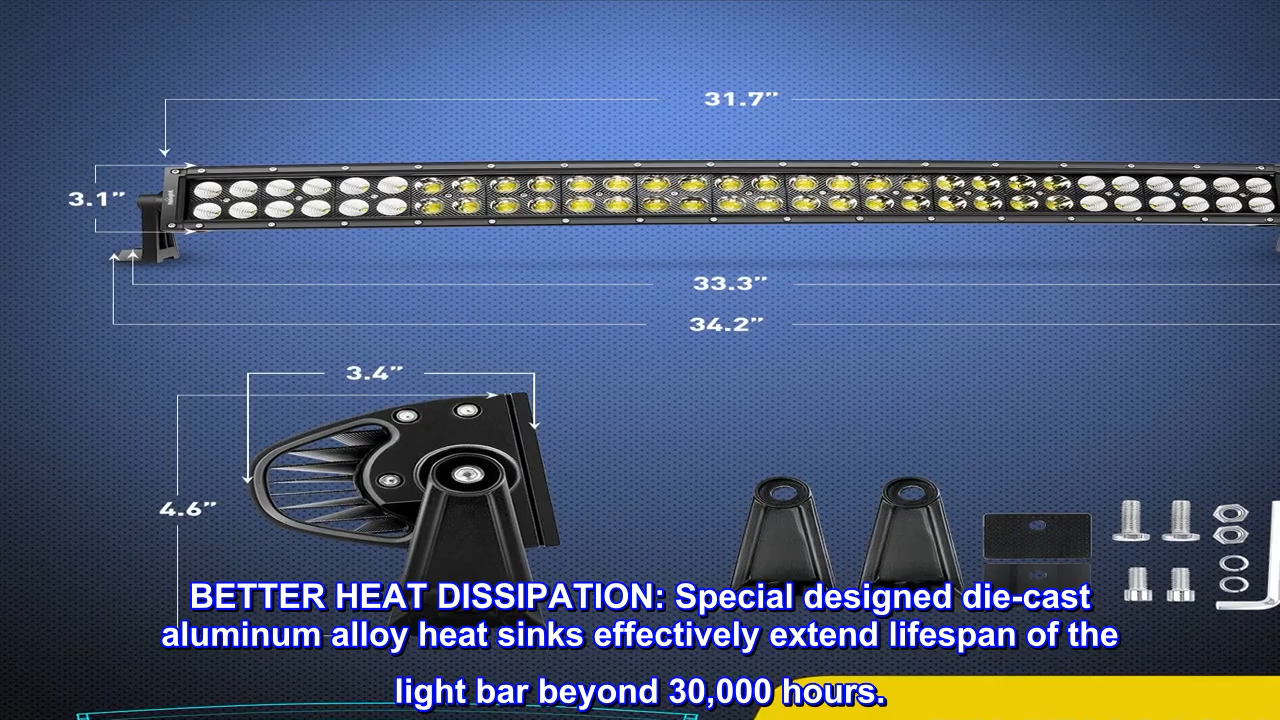 31.7”
3.1”
33.3”
34.2”
3.4”
4.6”
BETTER HEAT DISSIPATION: Special designed die-cast
aluminum alloy heat sinks effectively extend lifespan of the
light bar beyond 30,000 hours.